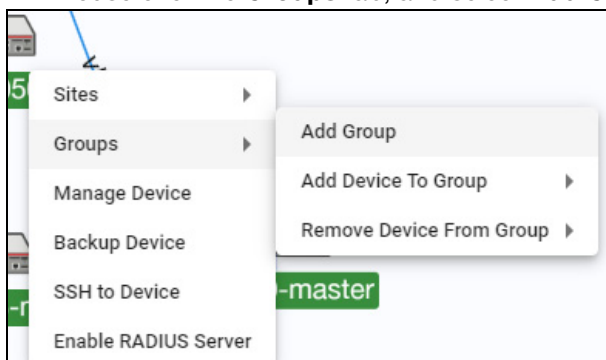 Sites
Groups
Manage Device
Backup Device
SSH to Device
Enable RADIUS Server
Add Group
Add Device To Group
Remove Device From Group
-master